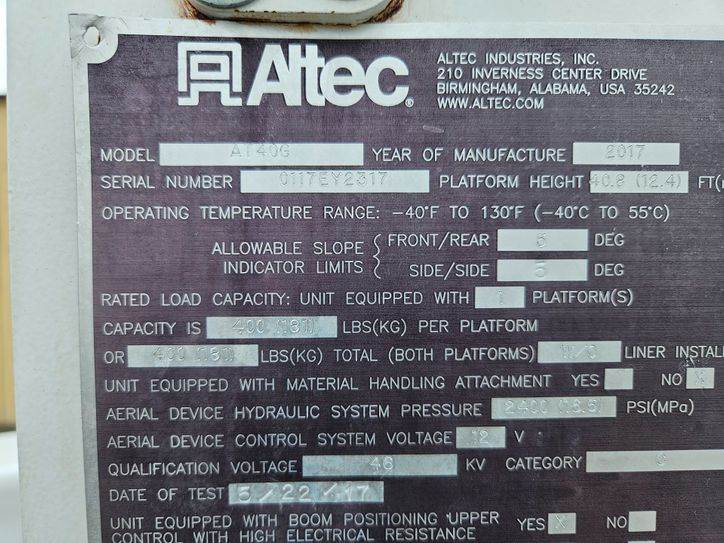 Altec
ALTEC INDUSTRIES, INC.
210 INVERNESS CENTER DRIVE
BIRMINGHAM, ALABAMA, USA 35242
WWW.ALTEC.COM
MODEL AT40G YEAR OF MANUFACTURE 2017
SERIAL NUMBER 0117EY2317 PLATFORM HEIGHT 40.8 (12.4) FT(
OPERATING TEMPERATURE RANGE: -40°F TO 130°F (-40°C TO 55°C)
ALLOWABLE SLOPE INDICATOR LIMITS
FRONT/REAR 5 DEG
SIDE/SIDE 5 DEG
RATED LOAD CAPACITY: UNIT EQUIPPED WITH 1 PLATFORM(S)
CAPACITY IS 400 (181) LBS(KG) PER PLATFORM
OR 400 (181) LBS(KG) TOTAL (BOTH PLATFORMS) LINER INSTALL
UNIT EQUIPPED WITH MATERIAL HANDLING ATTACHMENT YES NO X
AERIAL DEVICE HYDRAULIC SYSTEM PRESSURE 2400 (16.5) PSI(MPa)
AERIAL DEVICE CONTROL SYSTEM VOLTAGE 12 V
QUALIFICATION VOLTAGE 46 KV CATEGORY C
DATE OF TEST 5/22/17
UNIT EQUIPPED WITH BOOM POSITIONING UPPER YES X NO
CONTROL WITH HIGH ELECTRICAL RESISTANCE